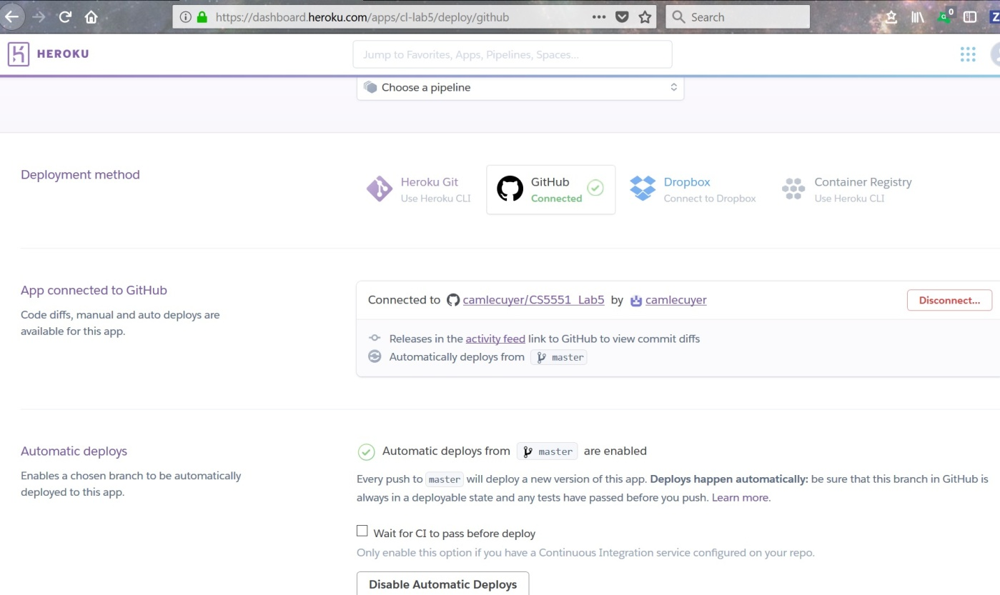 https://dashboard.heroku.com/apps/cl-lab5/deploy/github
Search
0
Z
HEROKU
Jump to Favorites, Apps, Pipelines, Spaces...
Choose a pipeline
Deployment method
Heroku Git
Use Heroku CLI
GitHub
Connected
Dropbox
Connect to Dropbox
Container Registry
Use Heroku CLI
App connected to GitHub
Code diffs, manual and auto deploys are
available for this app.
Connected to camlecuyer/CS5551_Lab5 by camlecuyer
Disconnect...
Releases in the activity feed link to GitHub to view commit diffs
Automatically deploys from master
Automatic deploys
Enables a chosen branch to be automatically
deployed to this app.
Automatic deploys from master are enabled
Every push to master will deploy a new version of this app. Deploys happen automatically: be sure that this branch in GitHub is
always in a deployable state and any tests have passed before you push. Learn more.
Wait for CI to pass before deploy
Only enable this option if you have a Continuous Integration service configured on your repo.
Disable Automatic Deploys